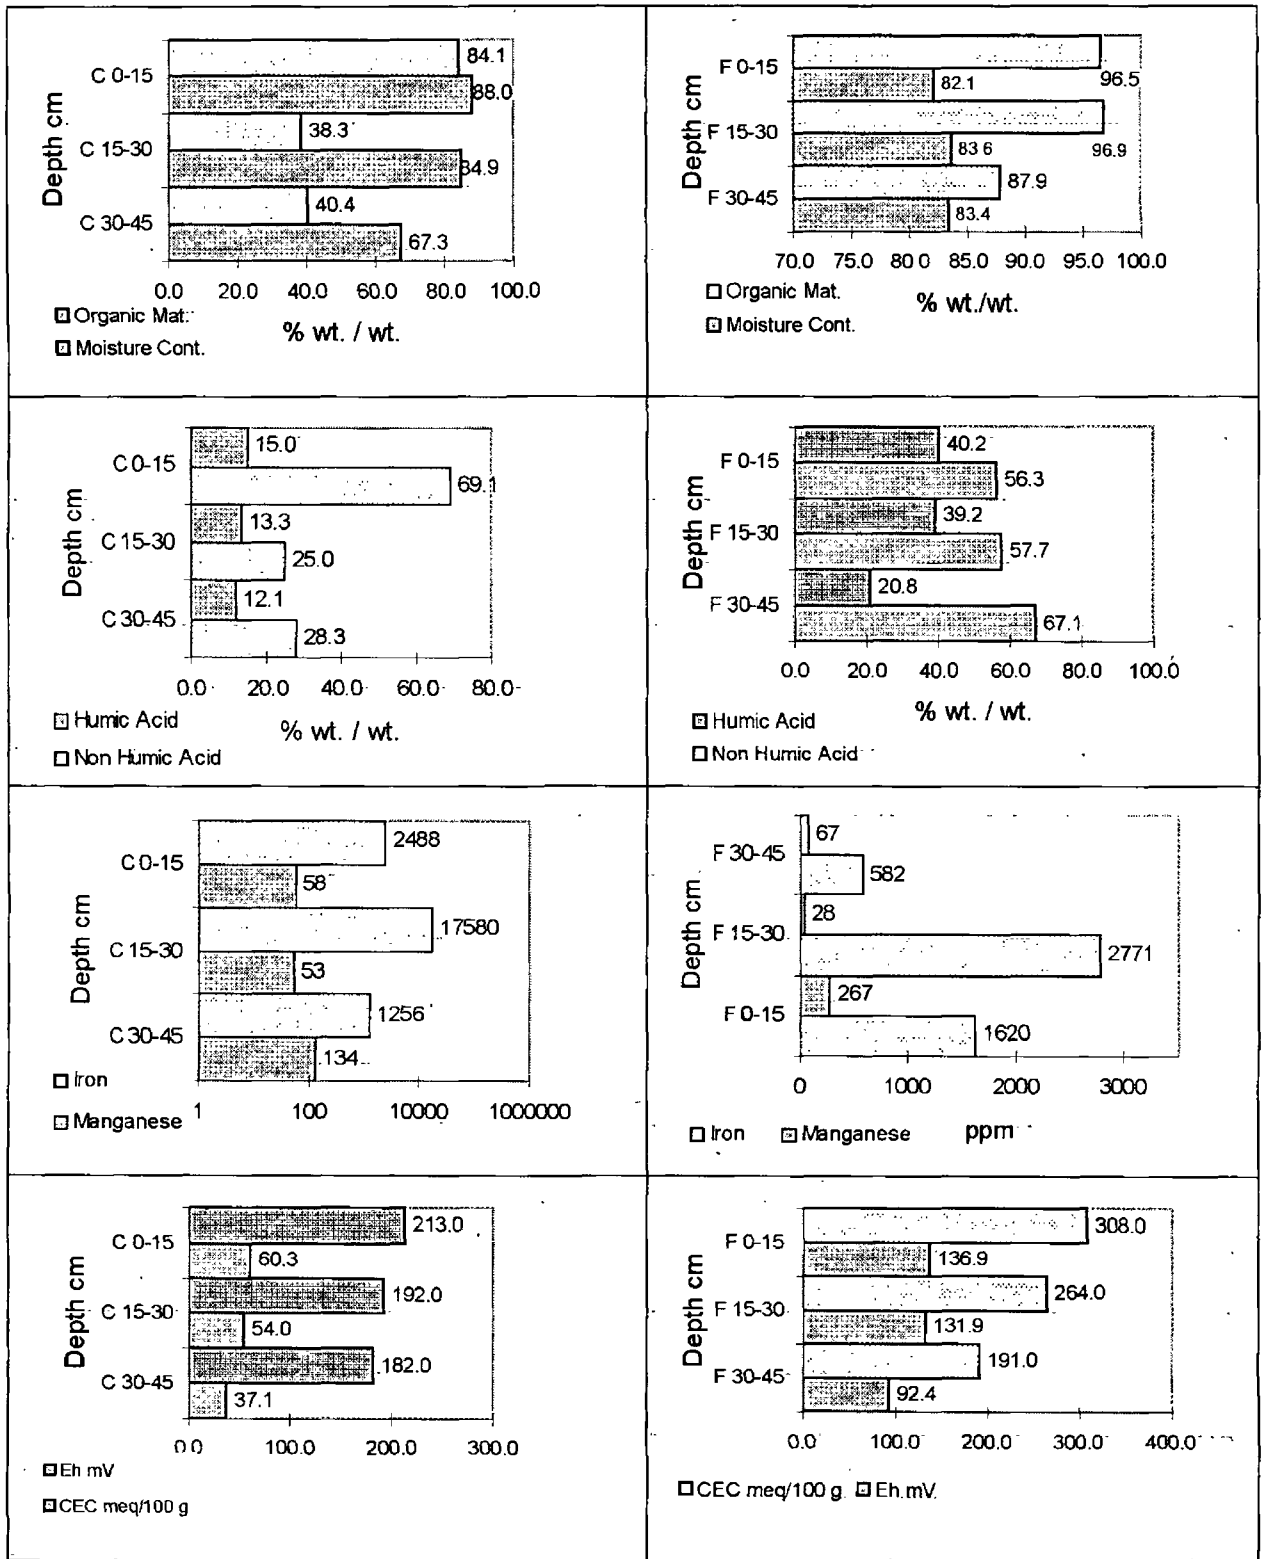 Depth cm
C 0-15
C 15-30
C 30-45
84.1
88.0
38.3
84.9
40.4
67.3
0.0 20.0 40.0 60.0 80.0 100.0
Organic Mat.
Moisture Cont.
% wt. / wt.
Depth cm
F 0-15
F 15-30
F 30-45
96.5
82.1
96.9
83.6
87.9
83.4
70.0 75.0 80.0 85.0 90.0 95.0 100.0
Organic Mat.
Moisture Cont.
% wt./wt.
Depth cm
C 0-15
C 15-30
C 30-45
15.0
69.1
13.3
25.0
12.1
28.3
0.0 20.0 40.0 60.0 80.0
Humic Acid
Non Humic Acid
% wt. / wt.
Depth cm
F 0-15
F 15-30
F 30-45
40.2
56.3
39.2
57.7
20.8
67.1
0.0 20.0 40.0 60.0 80.0 100.0
Humic Acid
Non Humic Acid
% wt. / wt.
Depth cm
C 0-15
C 15-30
C 30-45
2488
58
17580
53
1256
134
1 100 10000 1000000
Iron
Manganese
Depth cm
F 30-45
F 15-30
F 0-15
67
582
28
2771
267
1620
0 1000 2000 3000
Iron Manganese ppm
Depth cm
C 0-15
C 15-30
C 30-45
213.0
60.3
192.0
54.0
182.0
37.1
0.0 100.0 200.0 300.0
Eh mV
CEC meq/100 g
Depth cm
F 0-15
F 15-30
F 30-45
308.0
136.9
264.0
131.9
191.0
92.4
0.0 100.0 200.0 300.0 400.0
CEC meq/100 g Eh mV